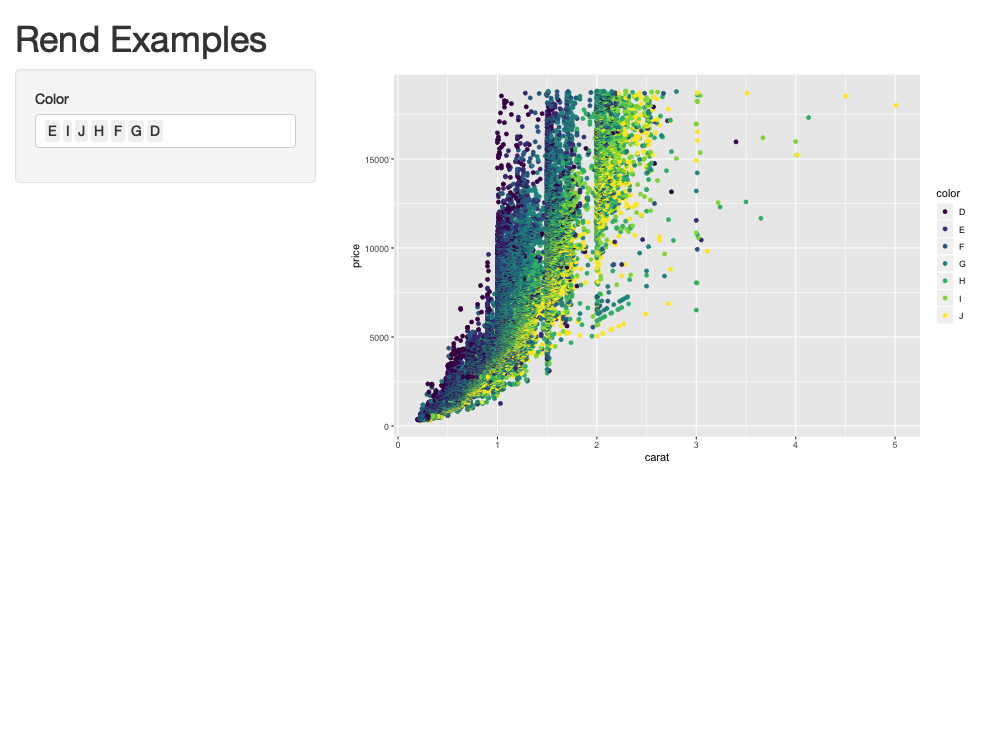 Rend Examples
Color
E I J H F G D
price
15000
10000
5000
0
0 1 2 3 4 5
carat
color
D
E
F
G
H
I
J